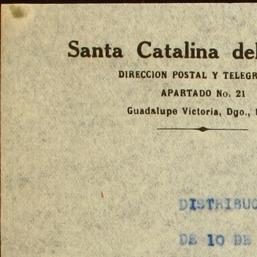 Santa Catalina del
DIRECCION POSTAL Y TELEGR
APARTADO No. 21
Guadalupe Victoria, Dgo.,
DISTRIBUC
DE 10 DE